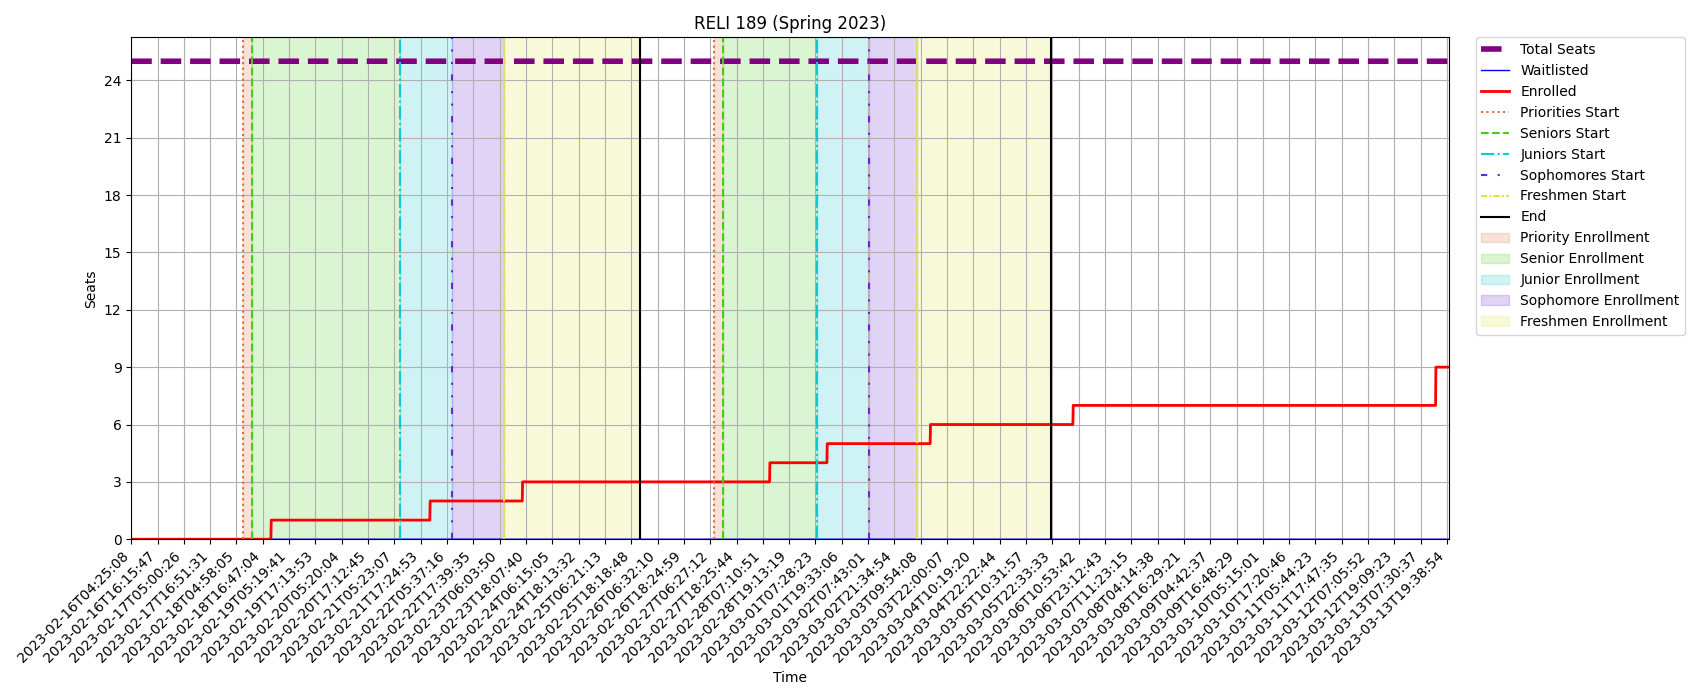 RELI 189 (Spring 2023)
Seats
24
21
18
15
12
9
6
3
0
2023-02-16T04:25:08
2023-02-16T16:15:47
2023-02-17T05:00:26
2023-02-17T16:51:31
2023-02-18T04:58:05
2023-02-18T16:47:04
2023-02-19T05:19:41
2023-02-19T17:13:53
2023-02-20T05:20:04
2023-02-20T17:12:45
2023-02-21T05:23:07
2023-02-21T17:24:53
2023-02-22T05:37:16
2023-02-22T17:39:35
2023-02-23T06:03:50
2023-02-23T18:07:40
2023-02-24T06:15:05
2023-02-24T18:13:32
2023-02-25T06:21:13
2023-02-25T18:18:48
2023-02-26T06:32:10
2023-02-26T18:24:59
2023-02-27T06:27:12
2023-02-27T18:25:44
2023-02-28T07:10:51
2023-02-28T19:13:19
2023-03-01T07:28:23
2023-03-01T19:33:06
2023-03-02T07:43:01
2023-03-02T21:34:54
2023-03-03T09:54:08
2023-03-03T22:00:07
2023-03-04T10:19:20
2023-03-04T22:22:44
2023-03-05T10:31:57
2023-03-05T22:33:33
2023-03-06T10:53:42
2023-03-06T23:12:43
2023-03-07T11:23:15
2023-03-08T04:14:38
2023-03-08T16:29:21
2023-03-09T04:42:37
2023-03-09T16:48:29
2023-03-10T05:15:01
2023-03-10T17:20:46
2023-03-11T05:44:23
2023-03-11T17:47:35
2023-03-12T07:05:52
2023-03-12T19:09:23
2023-03-13T07:30:37
2023-03-13T19:38:54
Time
Total Seats
Waitlisted
Enrolled
Priorities Start
Seniors Start
Juniors Start
Sophomores Start
Freshmen Start
End
Priority Enrollment
Senior Enrollment
Junior Enrollment
Sophomore Enrollment
Freshmen Enrollment